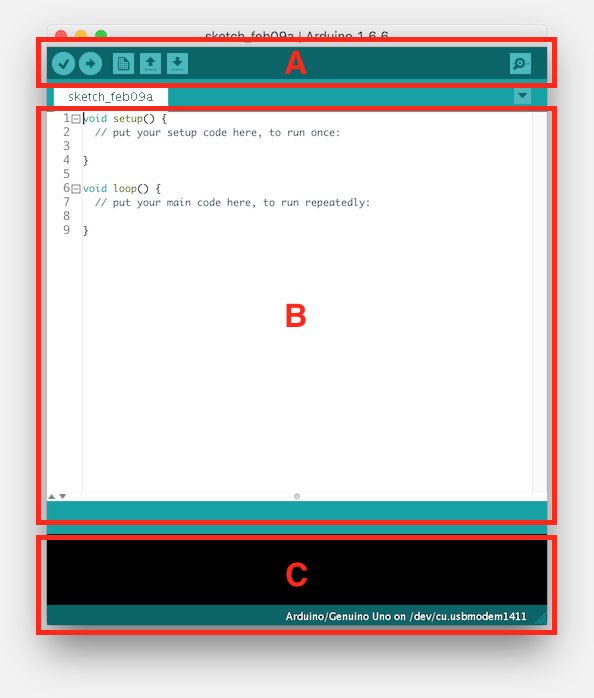 sketch_feb09a | Arduino 1.6.6
A
sketch_feb09a
1 void setup() {
2 // put your setup code here, to run once:
3
4 }
5
6 void loop() {
7 // put your main code here, to run repeatedly:
8
9 }
B
C
Arduino/Genuino Uno on /dev/cu.usbmodem1411